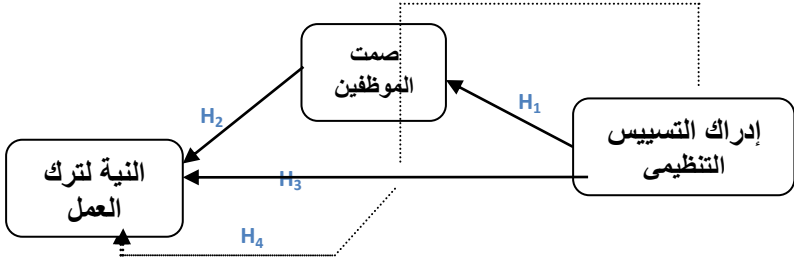 صمت
الموظفين
H1
إدراك التسييس
التنظيمى
H2
النية لترك
العمل
H3
H4